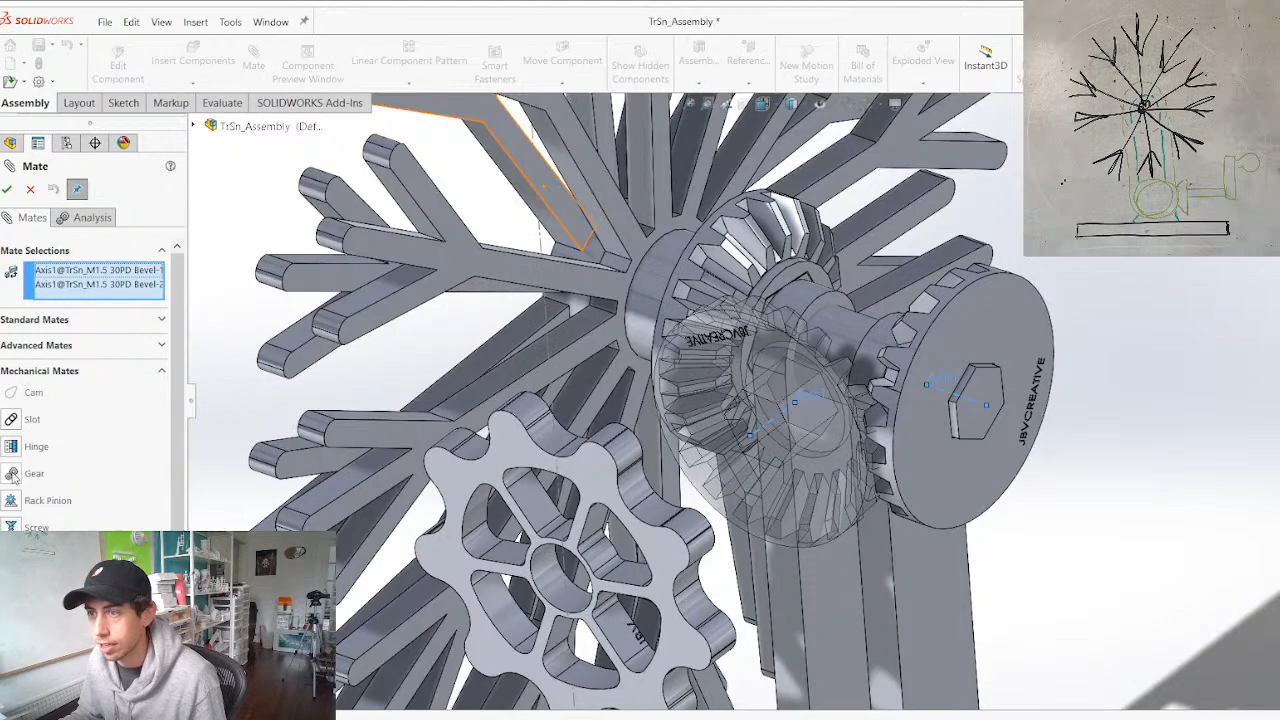 SOLIDWORKS
File Edit View Insert Tools Window
TrSn_Assembly *
Edit Component
Insert Components
Mate
Component Preview Window
Linear Component Pattern
Smart Fasteners
Move Component
Show Hidden Components
Assemb...
Referenc...
New Motion Study
Bill of Materials
Exploded View
Instant3D
Assembly Layout Sketch Markup Evaluate SOLIDWORKS Add-Ins
TrSn_Assembly (Def...
Mate
Mates Analysis
Mate Selections
Axis1@TrSn_M1.5 30PD Bevel-1
Axis1@TrSn_M1.5 30PD Bevel-2
Standard Mates
Advanced Mates
Mechanical Mates
Cam
Slot
Hinge
Gear
Rack Pinion
Screw
JBVCREATIVE
JBVCREATIVE